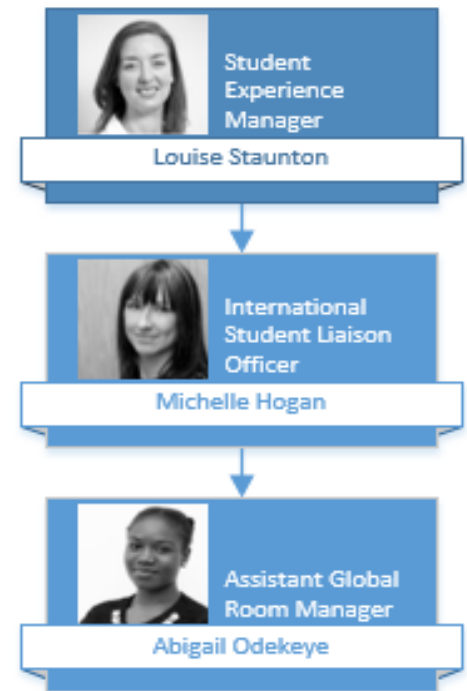 Student
Experience
Manager
Louise Staunton
International
Student Liaison
Officer
Michelle Hogan
Assistant Global
Room Manager
Abigail Odekeye